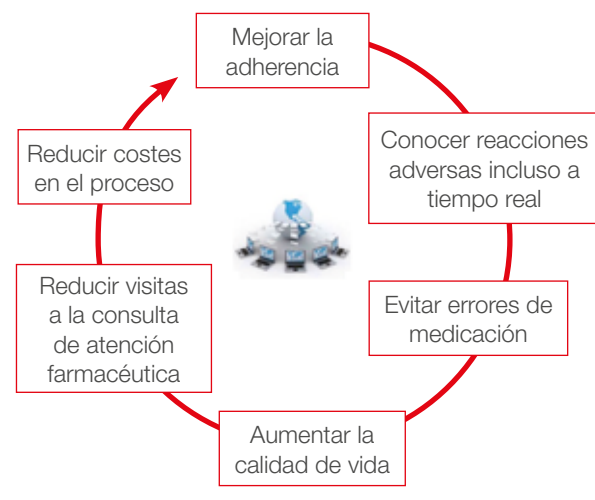 Mejorar la
adherencia
Conocer reacciones
adversas incluso a
tiempo real
Evitar errores de
medicación
Aumentar la
calidad de vida
Reducir visitas
a la consulta
de atención
farmacéutica
Reducir costes
en el proceso